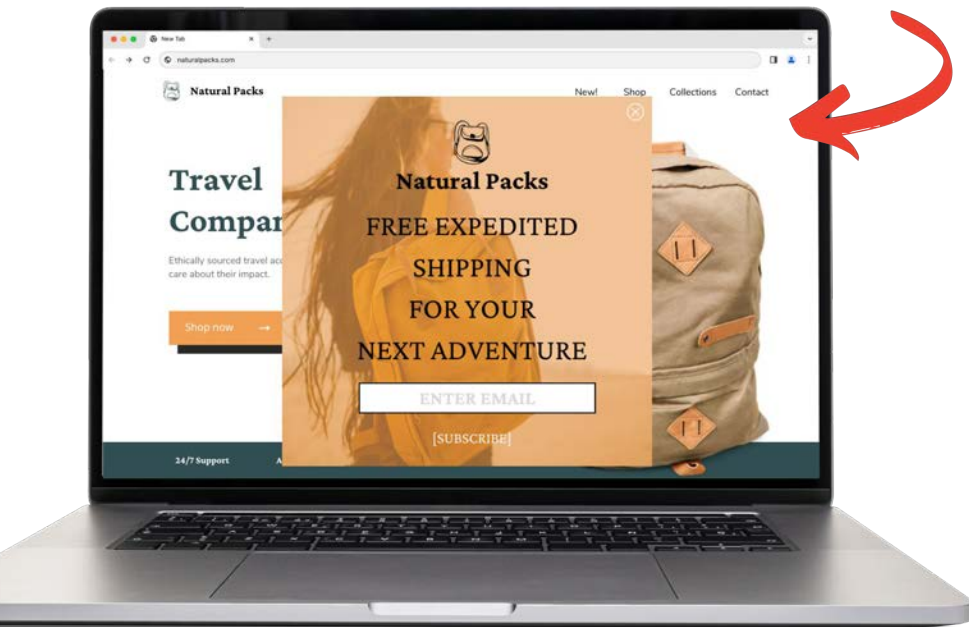 New Tab
naturalpacks.com
Natural Packs
New! Shop Collections Contact
Travel
Compan
Ethically sourced travel acc
care about their impact.
Shop now →
24/7 Support A
Natural Packs
FREE EXPEDITED
SHIPPING
FOR YOUR
NEXT ADVENTURE
ENTER EMAIL
[SUBSCRIBE]